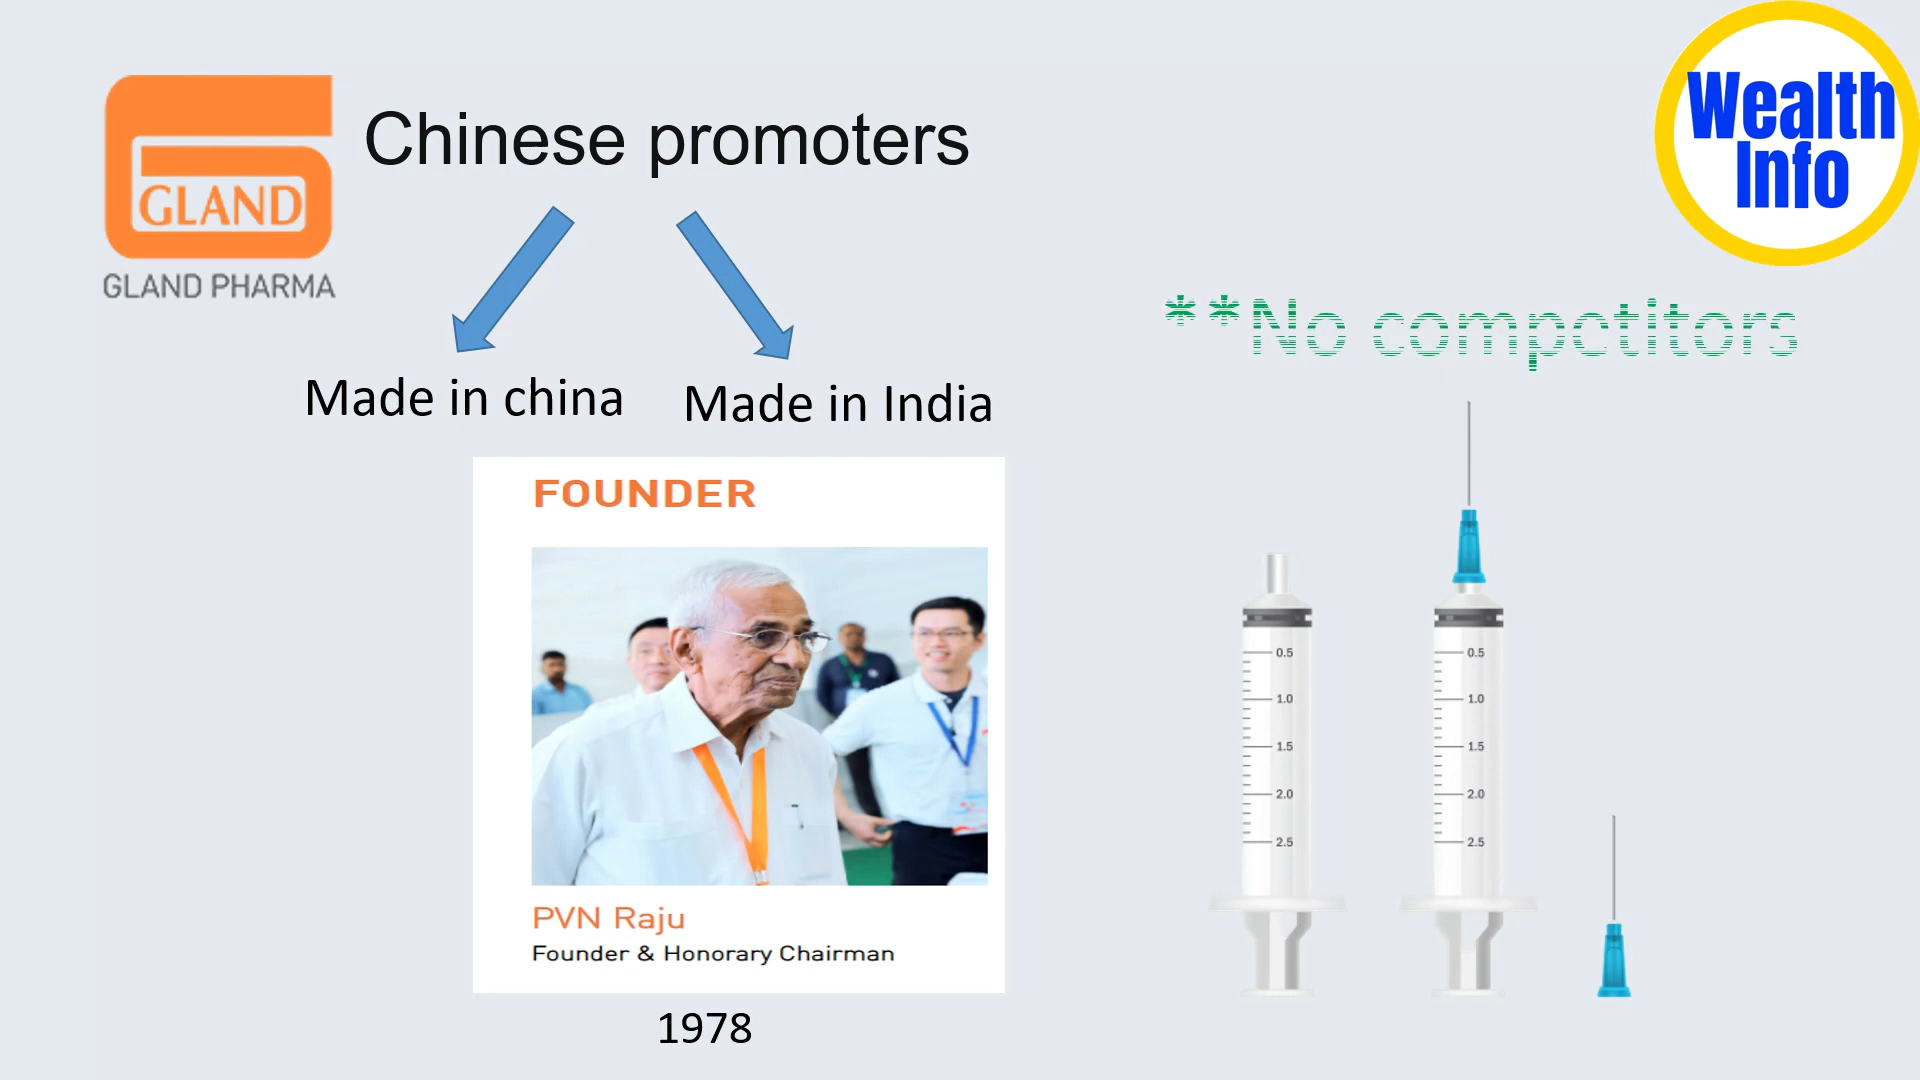 GLAND
GLAND PHARMA
Chinese promoters
Wealth
Info
**No competitors
Made in china
Made in India
FOUNDER
PVN Raju
Founder & Honorary Chairman
1978
0.5
1.0
1.5
2.0
2.5
0.5
1.0
1.5
2.0
2.5